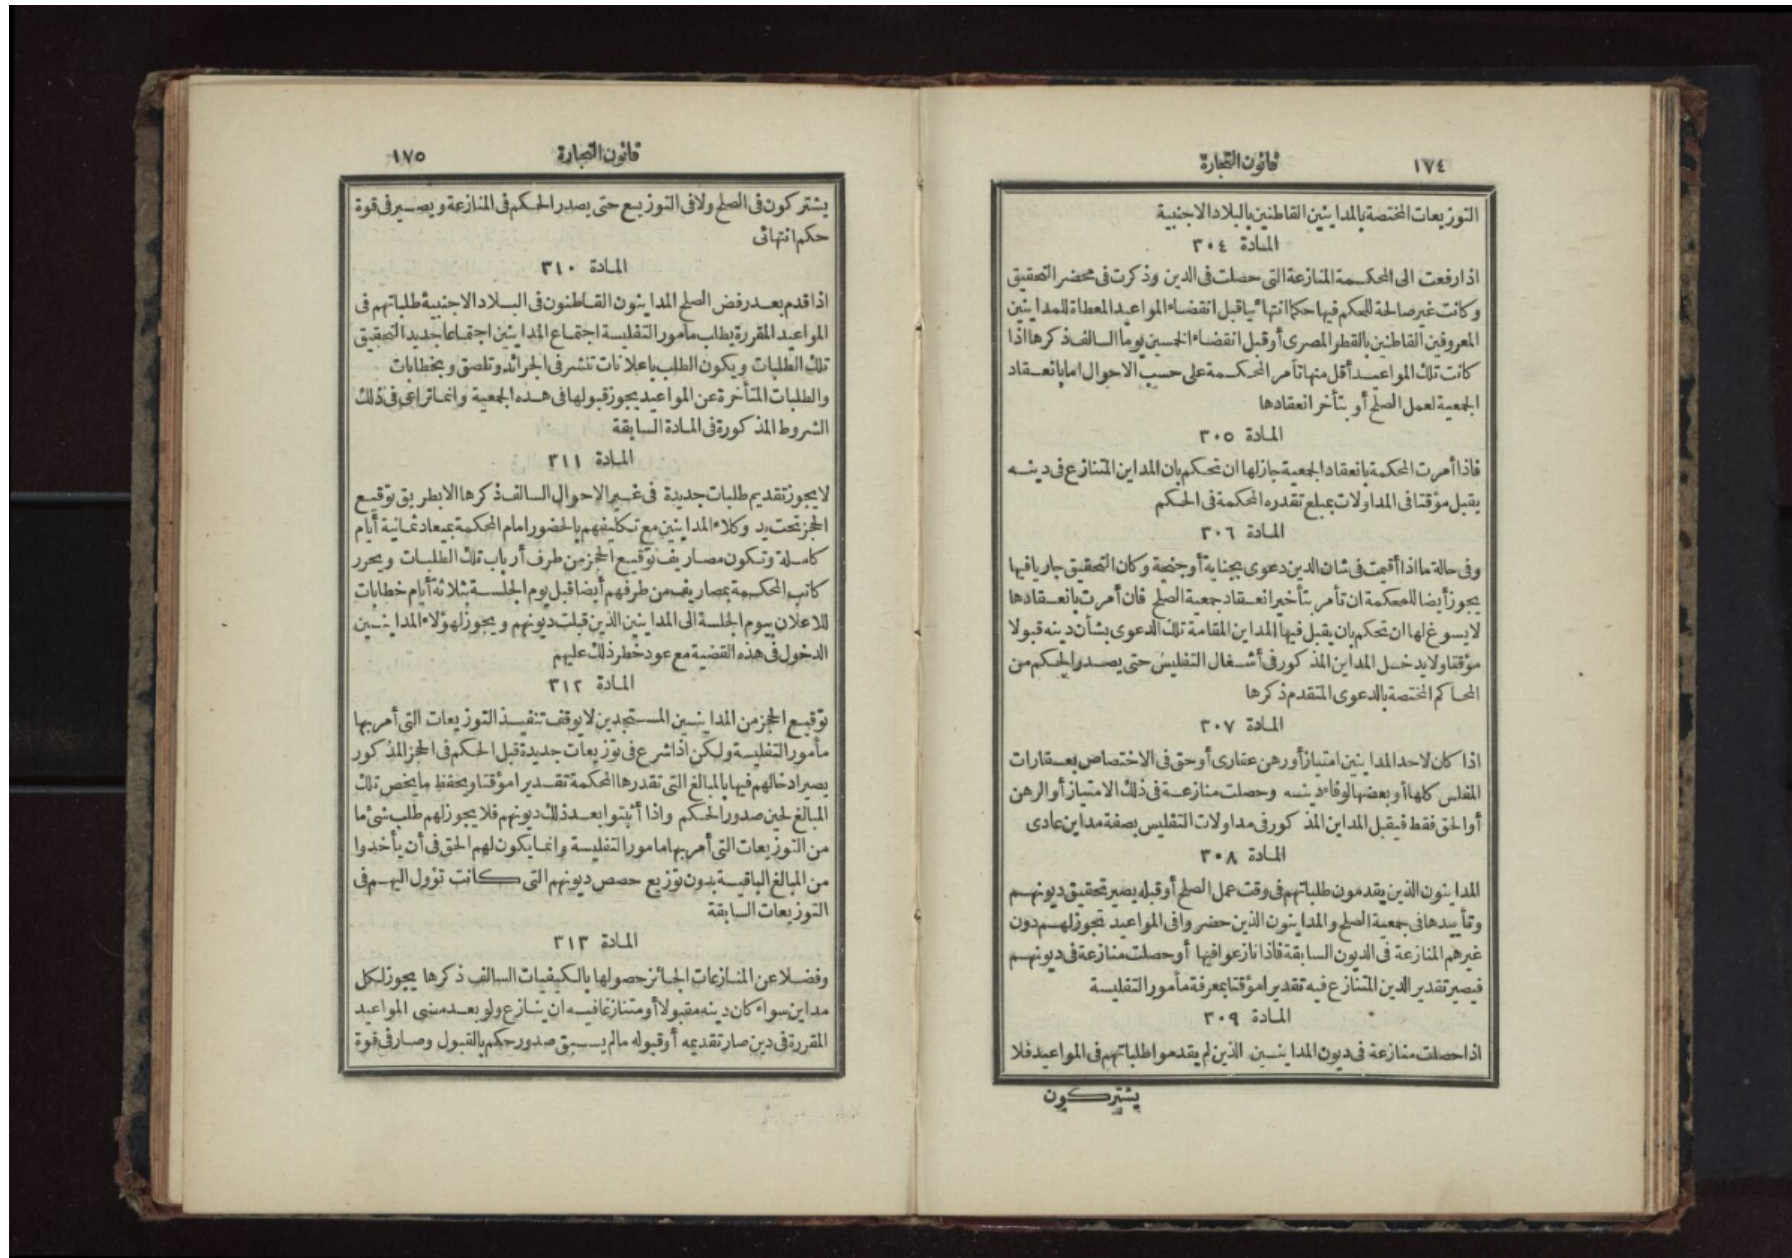 ١٧٤
قانون التجارة
التوزيعات المختصة بالمداينين القاطنين بالبلاد الاجنبية
المادة ٣٠٤
اذا رفعت الى المحكمة المنازعة التى حصلت فى الدين وذكرت فى محضر التحقيق
وكانت غير صالحة للحكم فيها حكما انتهائيا قبل انقضاء المواعيد المعطاة للمداينين
المعروفين القاطنين بالقطر المصرى أو قبل انقضاء الخمسين يوما السالف ذكرها اذا
كانت تلك المواعيد أقل منها تأمر المحكمة على حسب الاحوال اما بانعقاد
الجمعية لعمل الصلح أو بتأخر انعقادها
المادة ٣٠٥
فاذا أمرت المحكمة بانعقاد الجمعية جاز لها ان تحكم بان المداين المتنازع فى دينه
يقبل مؤقتا فى المداولات بمبلغ تقدره المحكمة فى الحكم
المادة ٣٠٦
وفى حالة ما اذا أقيمت فى شان الدين دعوى بجناية أو جنحة وكان التحقيق جاريا فيها
يجوز أيضا للمحكمة ان تأمر بتأخير انعقاد جمعية الصلح فان أمرت بانعقادها
لا يسوغ لها ان تحكم بان يقبل فيها المداين المقامة تلك الدعوى بشأن دينه قبولا
مؤقتا ولا يدخل المداين المذكور فى أشغال التفليس حتى يصدر الحكم من
المحاكم المختصة بالدعوى المتقدم ذكرها
المادة ٣٠٧
اذا كان لاحد المداينين امتياز أو رهن عقارى أو حق فى الاختصاص بعقارات
المفلس كلها أو بعضها لوفاء دينه وحصلت منازعة فى ذلك الامتياز أو الرهن
أو الحق فقط فيقبل المداين المذكور فى مداولات التفليس بصفة مداين عادى
المادة ٣٠٨
المداينون الذين يقدمون طلباتهم فى وقت عمل الصلح أو قبله يصير تحقيق ديونهم
وتأييدها فى جمعية الصلح والمداينون الذين حضروا فى المواعيد تجوز لهم دون
غيرهم المنازعة فى الديون السابقة فاذا نازعوا فيها أو حصلت منازعة فى ديونهم
فيصير تقدير الدين المتنازع فيه تقديرا مؤقتا بمعرفة مأمور التفليسة
المادة ٣٠٩
اذا حصلت منازعة فى ديون المداينين الذين لم يقدموا طلباتهم فى المواعيد فلا
يشتركون
قانون التجارة
١٧٥
يشتركون فى الصلح ولا فى التوزيع حتى يصدر الحكم فى المنازعة ويصير فى قوة
حكم انتهائى
المادة ٣١٠
اذا قدم بعد رفض الصلح المداينون القاطنون فى البلاد الاجنبية طلباتهم فى
المواعيد المقررة يطلب مأمور التفليسة اجتماع المداينين اجتماعا جديدا لتحقيق
تلك الطلبات ويكون الطلب باعلانات تنشر فى الجرائد وتلصق وبخطابات
والطلبات المتأخرة عن المواعيد يجوز قبولها فى هذه الجمعية وانما تراعى فى ذلك
الشروط المذكورة فى المادة السابقة
المادة ٣١١
لا يجوز تقديم طلبات جديدة فى غير الاحوال السالف ذكرها الا بطريق توقيع
الحجز تحت يد وكلاء المداينين مع تكليفهم بالحضور امام المحكمة بميعاد ثمانية أيام
كاملة وتكون مصاريف توقيع الحجز من طرف أرباب تلك الطلبات ويحرر
كاتب المحكمة بمصاريف من طرفهم أيضا قبل يوم الجلسة بثلاثة أيام خطابات
للاعلان بيوم الجلسة الى المداينين الذين قبلت ديونهم ويجوز لهؤلاء المداينين
الدخول فى هذه القضية مع عود خطر ذلك عليهم
المادة ٣١٢
توقيع الحجز من المداينين المستجدين لا يوقف تنفيذ التوزيعات التى أمر بها
مأمور التفليسة ولكن اذا شرع فى توزيعات جديدة قبل الحكم فى الحجز المذكور
يصير ادخالهم فيها بالمبالغ التى تقدرها المحكمة تقديرا مؤقتا ويحفظ ما يخص تلك
المبالغ لحين صدور الحكم واذا أثبتوا بعد ذلك ديونهم فلا يجوز لهم طلب شئ ما
من التوزيعات التى أمر بها مامور التفليسة وانما يكون لهم الحق فى أن يأخذوا
من المبالغ الباقية بدون توزيع حصص ديونهم التى كانت تؤول اليهم فى
التوزيعات السابقة
المادة ٣١٣
وفضلا عن المنازعات الجائز حصولها بالكيفيات السالف ذكرها يجوز لكل
مداين سواء كان دينه مقبولا أو متنازعا فيه ان ينازع ولو بعد مضى المواعيد
المقررة فى دين صار تقديمه أو قبوله مالم يسبق صدور حكم بالقبول وصار فى قوة